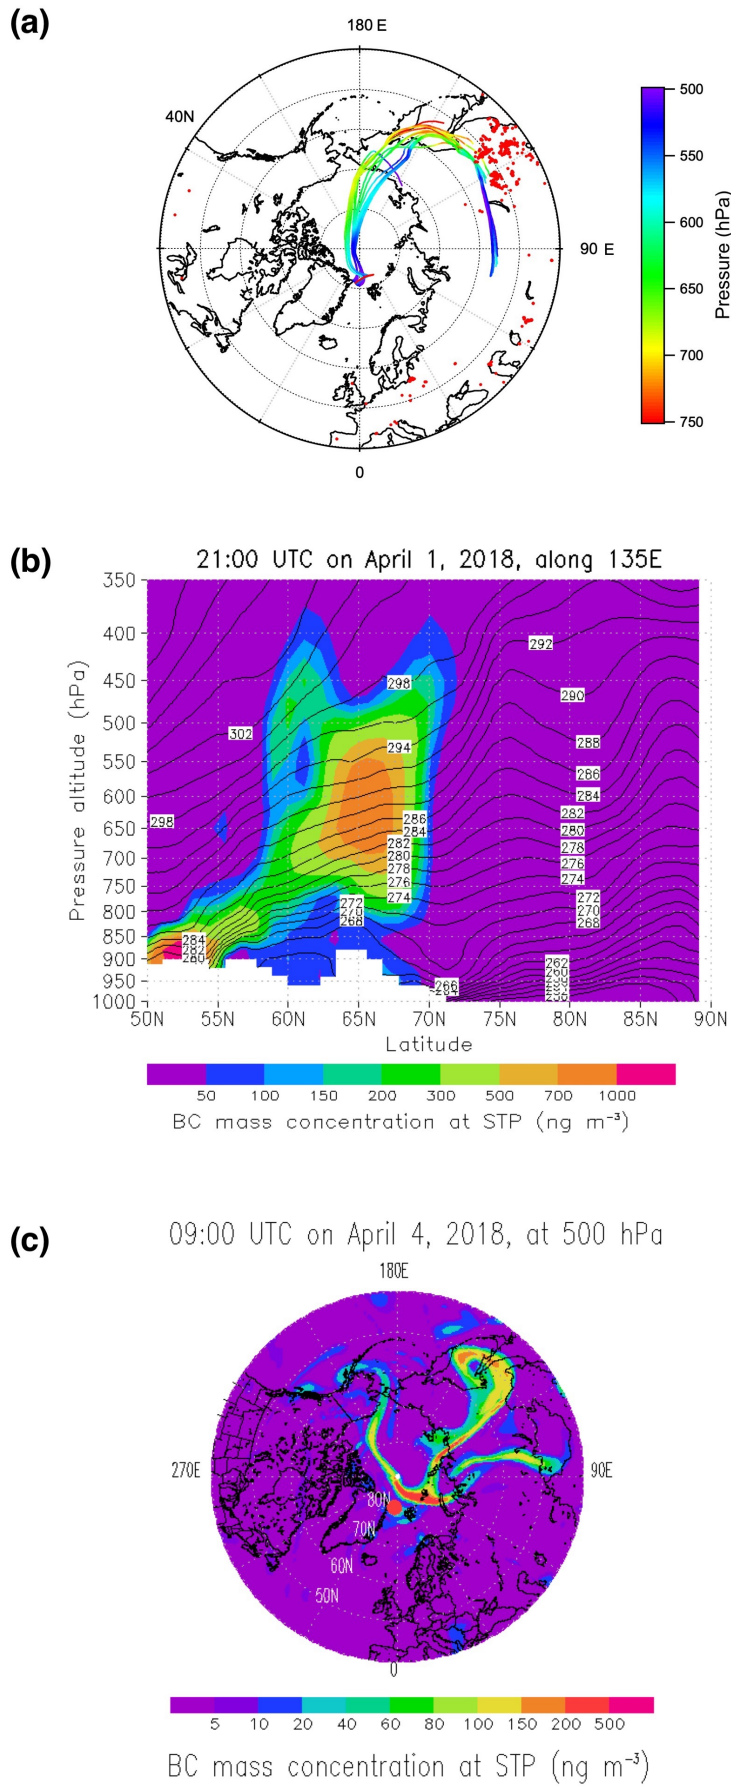 (a)
180 E
40N
90 E
0
500
550
600
650
700
750
Pressure (hPa)
(b)
21:00 UTC on April 1, 2018, along 135E
350
400
450
500
550
600
650
700
750
800
850
900
950
1000
Pressure altitude (hPa)
292
298
290
302
294
288
286
284
298
286
284
282
280
282
280
278
278
276
276
274
274
272
272
270
270
268
268
284
282
280
262
260
266
50N 55N 60N 65N 70N 75N 80N 85N 90N
Latitude
50 100 150 200 300 500 700 1000
BC mass concentration at STP (ng m⁻³)
(c)
09:00 UTC on April 4, 2018, at 500 hPa
180E
270E
90E
80N
70N
60N
50N
0
5 10 20 40 60 80 100 150 200 500
BC mass concentration at STP (ng m⁻³)